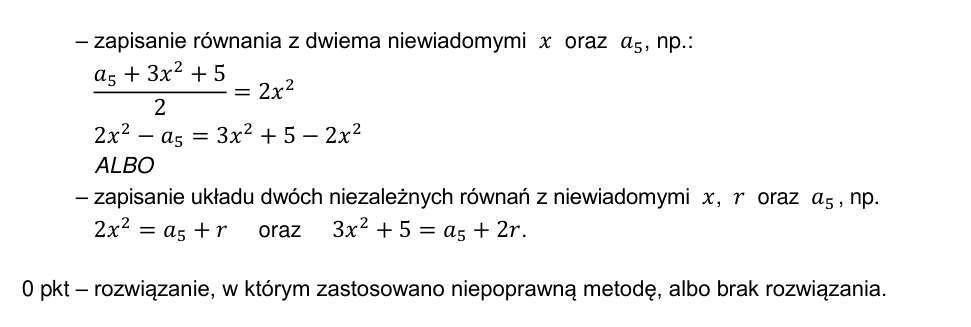 – zapisanie równania z dwiema niewiadomymi x oraz a₅, np.:
(a₅ + 3x² + 5)/2 = 2x²
2x² − a₅ = 3x² + 5 − 2x²
ALBO
– zapisanie układu dwóch niezależnych równań z niewiadomymi x, r oraz a₅, np.
2x² = a₅ + r oraz 3x² + 5 = a₅ + 2r.
0 pkt – rozwiązanie, w którym zastosowano niepoprawną metodę, albo brak rozwiązania.